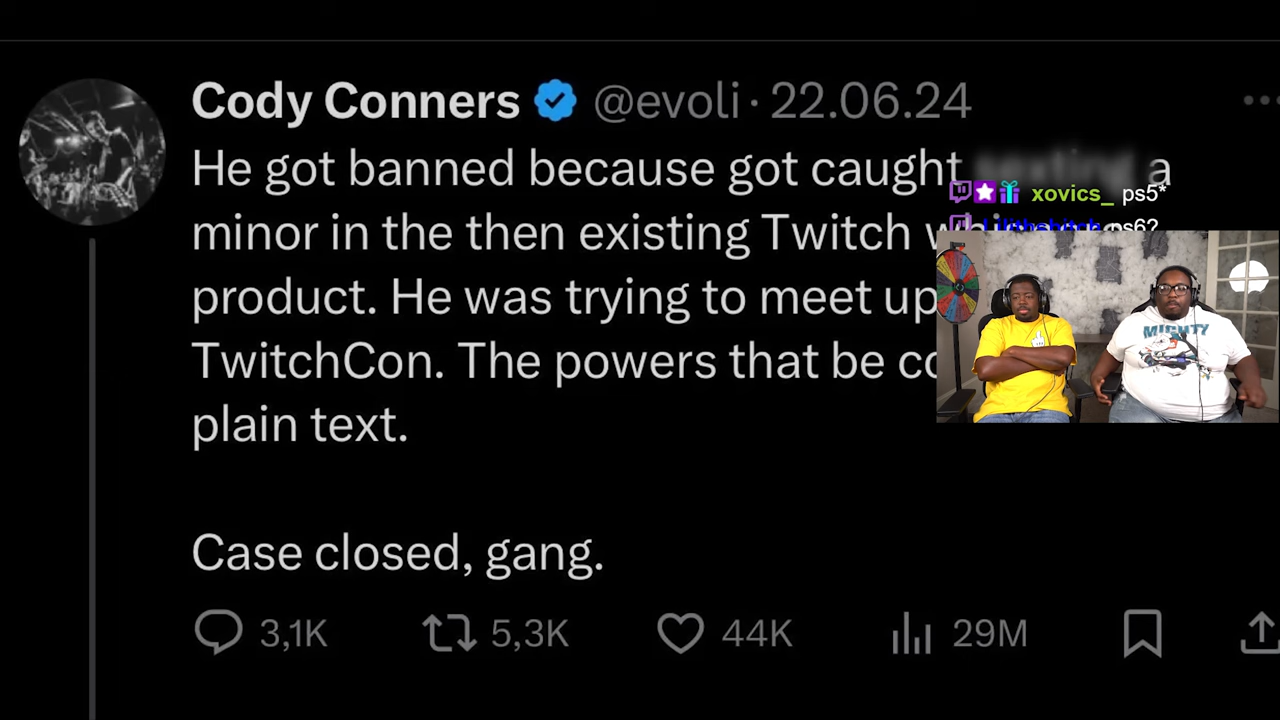 Cody Conners @evoli · 22.06.24
He got banned because got caught sexting a
minor in the then existing Twitch
product. He was trying to meet up
TwitchCon. The powers that be
plain text.
Case closed, gang.
3,1K 5,3K 44K 29M
xovics_ ps5*
ps6?
MIGHTY